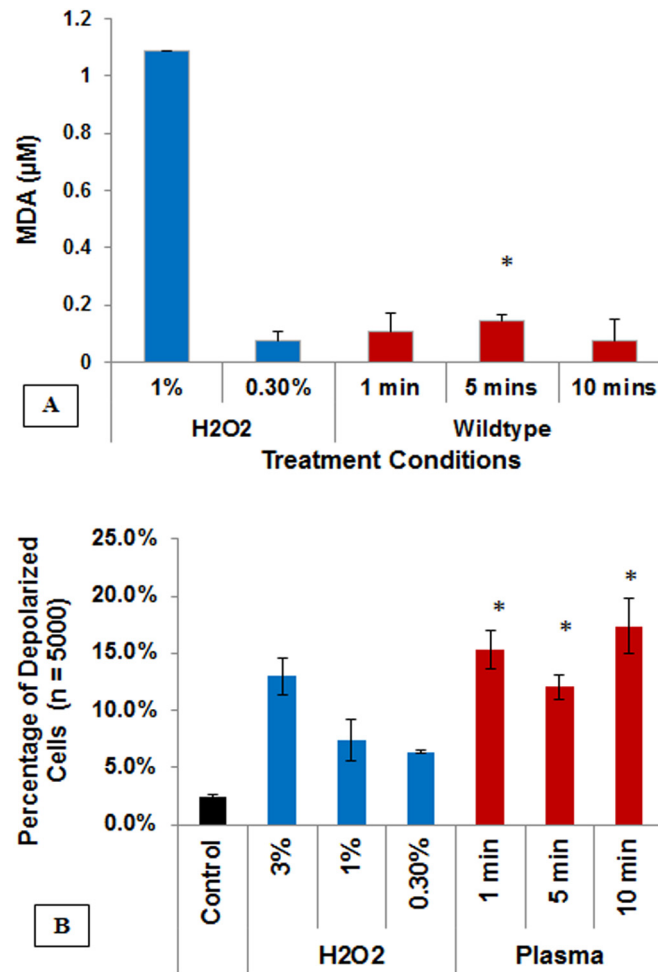 1.2
1
0.8
0.6
0.4
0.2
0
MDA (µM)
*
A
1% 0.30% 1 min 5 mins 10 mins
H2O2 Wildtype
Treatment Conditions
25.0%
20.0%
15.0%
10.0%
5.0%
0.0%
Percentage of Depolarized
Cells (n = 5000)
* * *
Control 3% 1% 0.30% 1 min 5 min 10 min
B
H2O2 Plasma